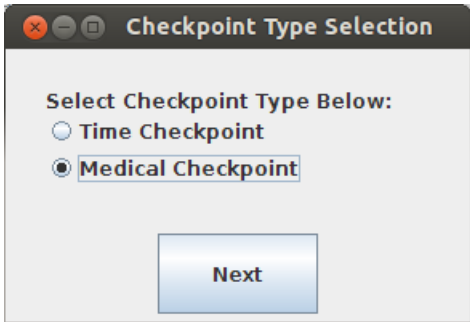 Checkpoint Type Selection
Select Checkpoint Type Below:
Time Checkpoint
Medical Checkpoint
Next